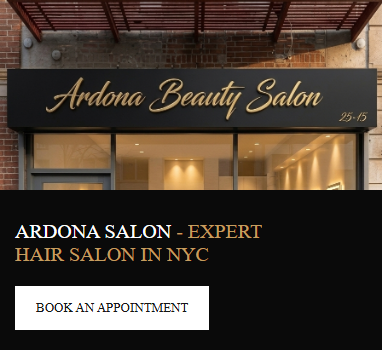 Ardona Beauty Salon
25-15
ARDONA SALON - EXPERT
HAIR SALON IN NYC
BOOK AN APPOINTMENT